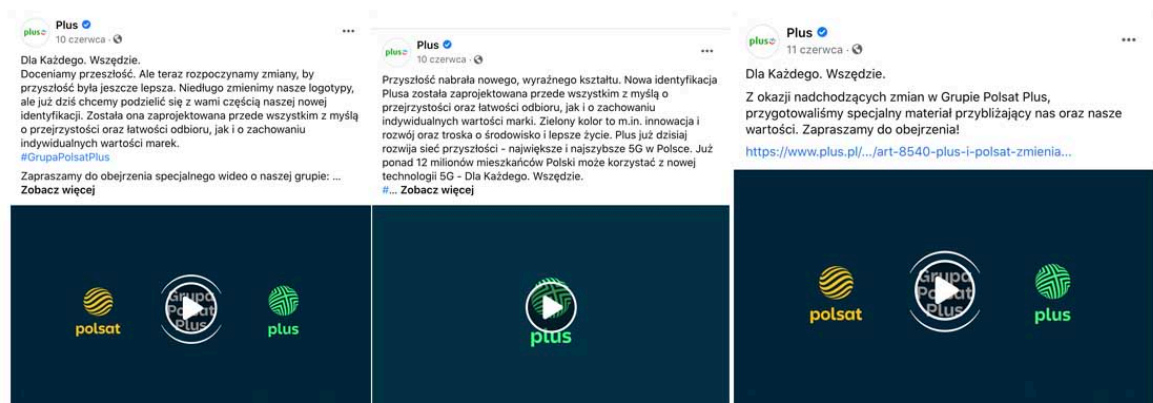 plus
Plus
10 czerwca ·
Dla Każdego. Wszędzie.
Doceniamy przeszłość. Ale teraz rozpoczynamy zmiany, by
przyszłość była jeszcze lepsza. Niedługo zmienimy nasze logotypy,
ale już dziś chcemy podzielić się z wami częścią naszej nowej
identyfikacji. Została ona zaprojektowana przede wszystkim z myślą
o przejrzystości oraz łatwości odbioru, jak i o zachowaniu
indywidualnych wartości marek.
#GrupaPolsatPlus
Zapraszamy do obejrzenia specjalnego wideo o naszej grupie: ...
Zobacz więcej
polsat
Grupa
Polsat
Plus
plus
plus
Plus
10 czerwca ·
Przyszłość nabrała nowego, wyraźnego kształtu. Nowa identyfikacja
Plusa została zaprojektowana przede wszystkim z myślą o
przejrzystości oraz łatwości odbioru, jak i o zachowaniu
indywidualnych wartości marki. Zielony kolor to m.in. innowacja i
rozwój oraz troska o środowisko i lepsze życie. Plus już dzisiaj
rozwija sieć przyszłości - największe i najszybsze 5G w Polsce. Już
ponad 12 milionów mieszkańców Polski może korzystać z nowej
technologii 5G - Dla Każdego. Wszędzie.
#... Zobacz więcej
plus
plus
Plus
11 czerwca ·
Dla Każdego. Wszędzie.
Z okazji nadchodzących zmian w Grupie Polsat Plus,
przygotowaliśmy specjalny materiał przybliżający nas oraz nasze
wartości. Zapraszamy do obejrzenia!
https://www.plus.pl/.../art-8540-plus-i-polsat-zmienia...
polsat
Grupa
Polsat
Plus
plus